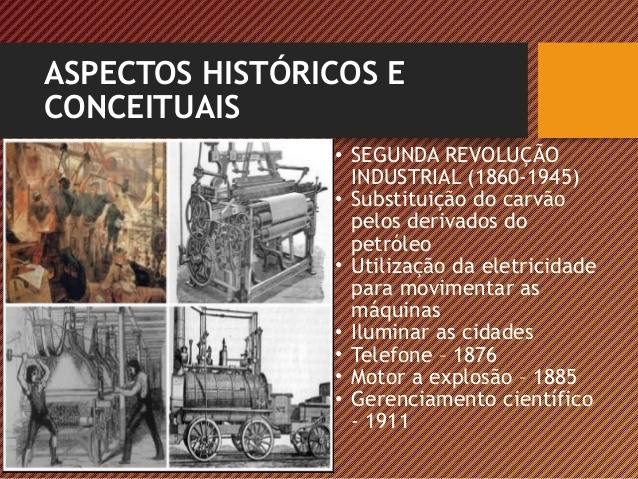 ASPECTOS HISTÓRICOS E
CONCEITUAIS
• SEGUNDA REVOLUÇÃO
INDUSTRIAL (1860-1945)
• Substituição do carvão
pelos derivados do
petróleo
• Utilização da eletricidade
para movimentar as
máquinas
• Iluminar as cidades
• Telefone – 1876
• Motor a explosão – 1885
• Gerenciamento cientifico
- 1911